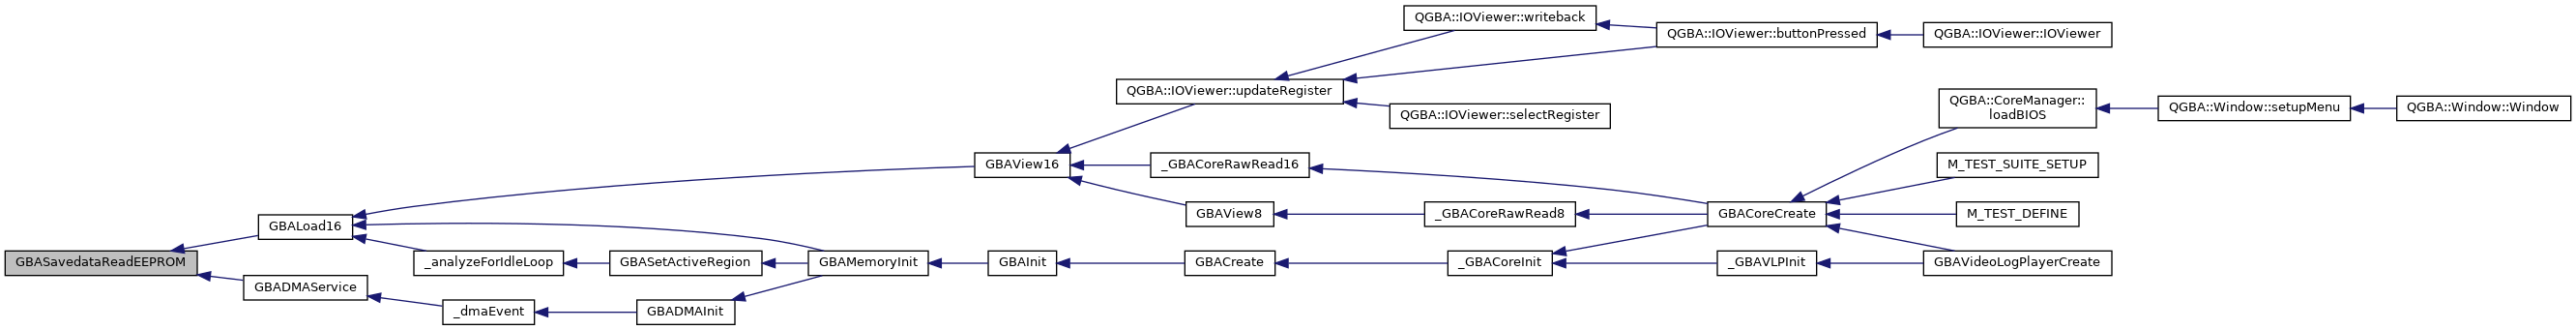 QGBA::IOViewer::writeback
QGBA::IOViewer::buttonPressed
QGBA::IOViewer::IOViewer
QGBA::IOViewer::updateRegister
QGBA::IOViewer::selectRegister
QGBA::CoreManager::
loadBIOS
QGBA::Window::setupMenu
QGBA::Window::Window
GBAView16
_GBACoreRawRead16
M_TEST_SUITE_SETUP
GBALoad16
GBAView8
_GBACoreRawRead8
GBACoreCreate
M_TEST_DEFINE
GBASavedataReadEEPROM
_analyzeForIdleLoop
GBASetActiveRegion
GBAMemoryInit
GBAInit
GBACreate
_GBACoreInit
_GBAVLPInit
GBAVideoLogPlayerCreate
GBADMAService
_dmaEvent
GBADMAInit